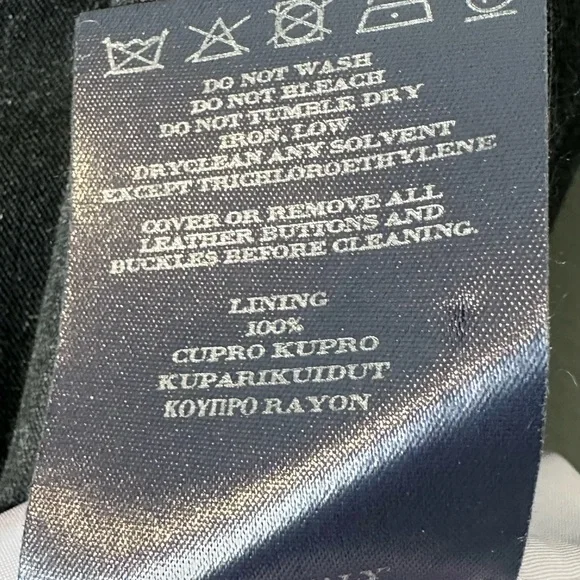 DO NOT WASH
DO NOT BLEACH
DO NOT TUMBLE DRY
IRON, LOW
DRYCLEAN ANY SOLVENT
EXCEPT TRICHLOROETHYLENE
COVER OR REMOVE ALL
LEATHER BUTTONS AND
BUCKLES BEFORE CLEANING.
LINING
100%
CUPRO KUPRO
KUPARIKUIDUT
ΚΟΥΠΡΟ RAYON